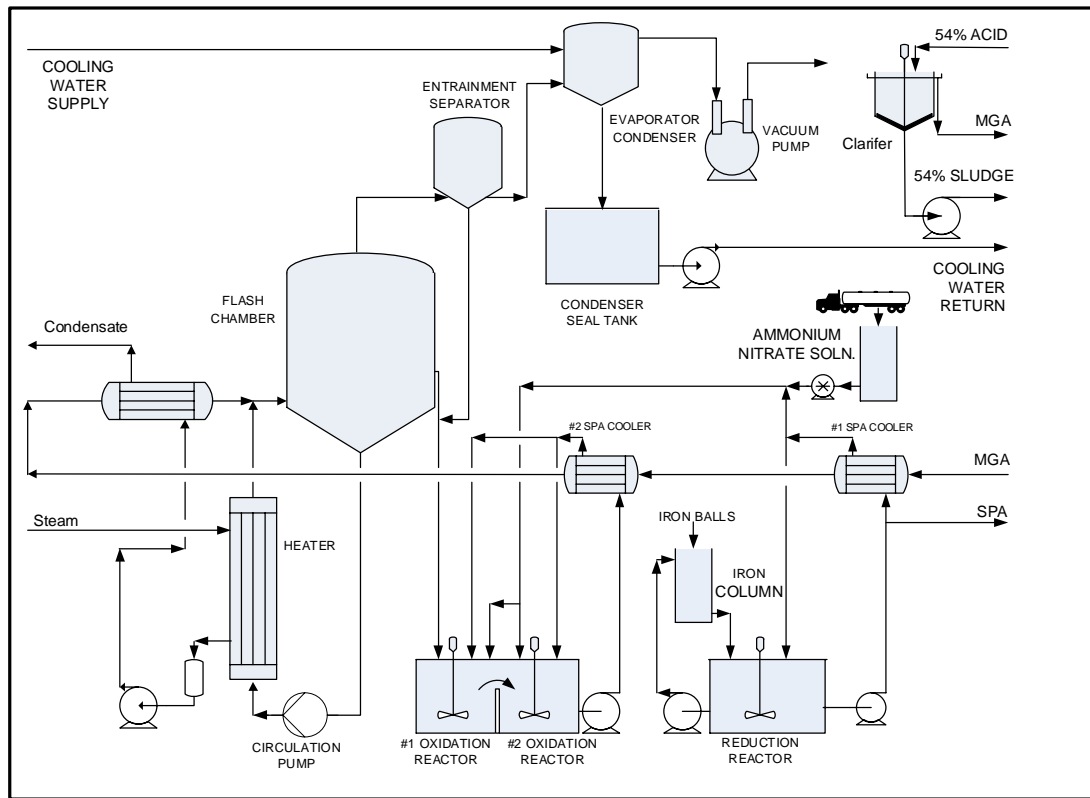 54% ACID
COOLING
WATER
SUPPLY
ENTRAINMENT
SEPARATOR
EVAPORATOR
CONDENSER
VACUUM
PUMP
MGA
Clarifer
54% SLUDGE
FLASH
CHAMBER
CONDENSER
SEAL TANK
COOLING
WATER
RETURN
Condensate
AMMONIUM
NITRATE SOLN.
#2 SPA COOLER
#1 SPA COOLER
MGA
SPA
Steam
HEATER
IRON BALLS
IRON
COLUMN
CIRCULATION
PUMP
#1 OXIDATION
REACTOR
#2 OXIDATION
REACTOR
REDUCTION
REACTOR